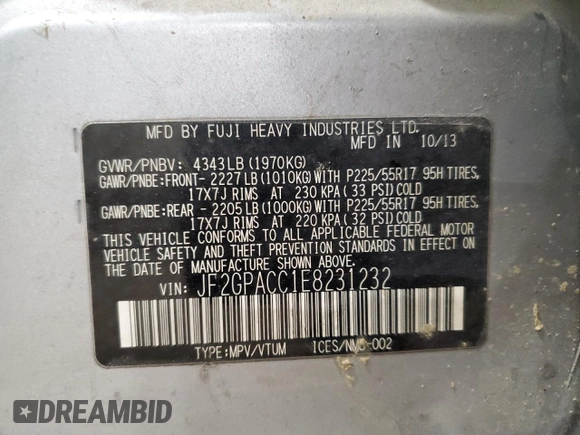 MFD BY FUJI HEAVY INDUSTRIES LTD.
MFD IN 10/13
GVWR/PNBV: 4343LB (1970KG)
GAWR/PNBE:FRONT- 2227LB (1010KG) WITH P225/55R17 95H TIRES,
17X7J RIMS AT 230 KPA ( 33 PSI) COLD
GAWR/PNBE:REAR - 2205LB (1000KG) WITH P225/55R17 95H TIRES,
17X7J RIMS AT 220 KPA ( 32 PSI) COLD
THIS VEHICLE CONFORMS TO ALL APPLICABLE FEDERAL MOTOR
VEHICLE SAFETY AND THEFT PREVENTION STANDARDS IN EFFECT
ON THE DATE OF MANUFACTURE SHOWN ABOVE.
VIN: JF2GPACC1E8231232
TYPE:MPV/VTUM ICES/NMB-002
DREAMBID